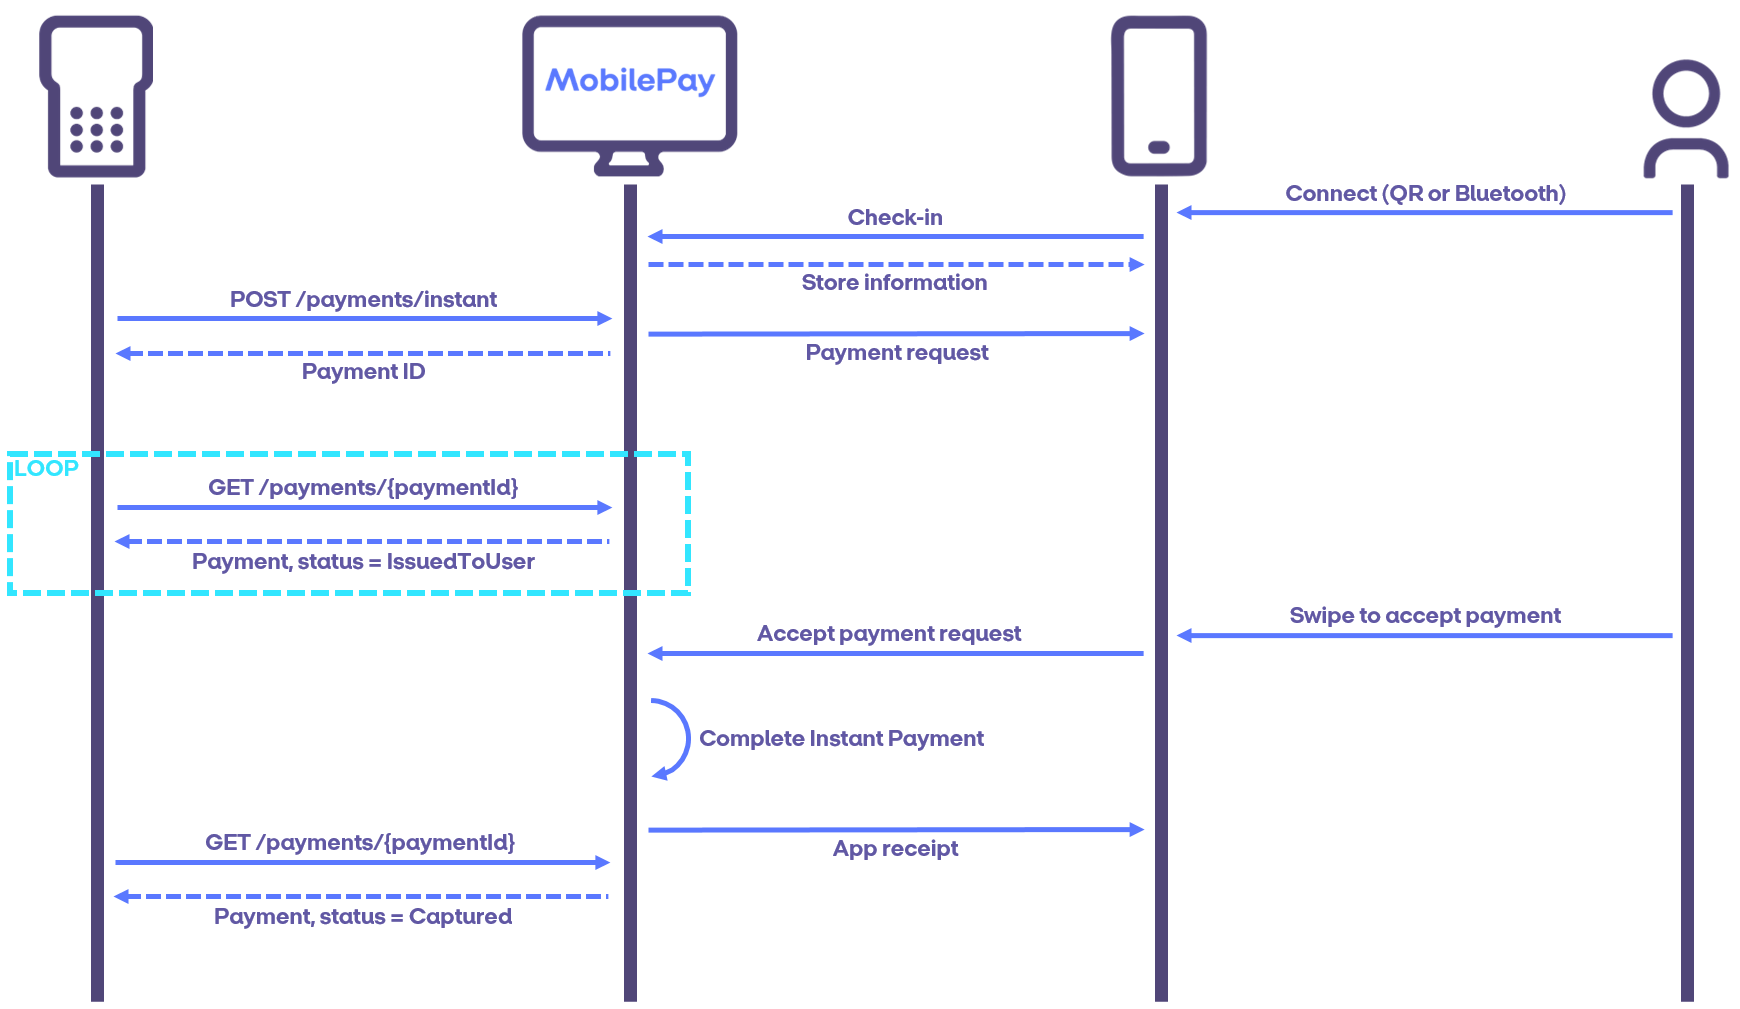 MobilePay
Connect (QR or Bluetooth)
Check-in
Store information
POST /payments/instant
Payment request
Payment ID
LOOP
GET /payments/{paymentId}
Payment, status = IssuedToUser
Swipe to accept payment
Accept payment request
Complete Instant Payment
GET /payments/{paymentId}
App receipt
Payment, status = Captured